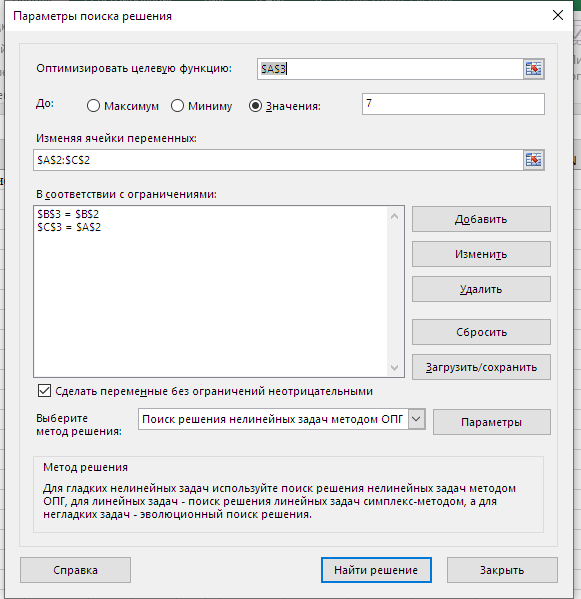 Параметры поиска решения
Оптимизировать целевую функцию: $A$3
До: Максимум Миниму Значения: 7
Изменяя ячейки переменных:
$A$2:$C$2
В соответствии с ограничениями:
$B$3 = $B$2
$C$3 = $A$2
Добавить
Изменить
Удалить
Сбросить
Загрузить/сохранить
Сделать переменные без ограничений неотрицательными
Выберите
метод решения:
Поиск решения нелинейных задач методом ОПГ
Параметры
Метод решения
Для гладких нелинейных задач используйте поиск решения нелинейных задач методом
ОПГ, для линейных задач - поиск решения линейных задач симплекс-методом, а для
негладких задач - эволюционный поиск решения.
Справка Найти решение Закрыть